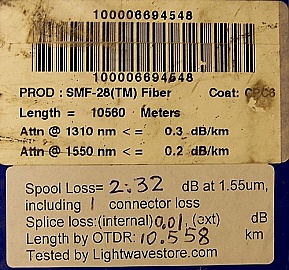 100006694548
100006694548
PROD : SMF-28(TM) Fiber Coat: CPC6
Length = 10560 Meters
Attn @ 1310 nm <= 0.3 dB/km
Attn @ 1550 nm <= 0.2 dB/km
Spool Loss= 2.32 dB at 1.55um,
including 1 connector loss
Splice loss:(internal) 0.01, (ext) dB
Length by OTDR: 10.558 km
Tested by Lightwavestore.com